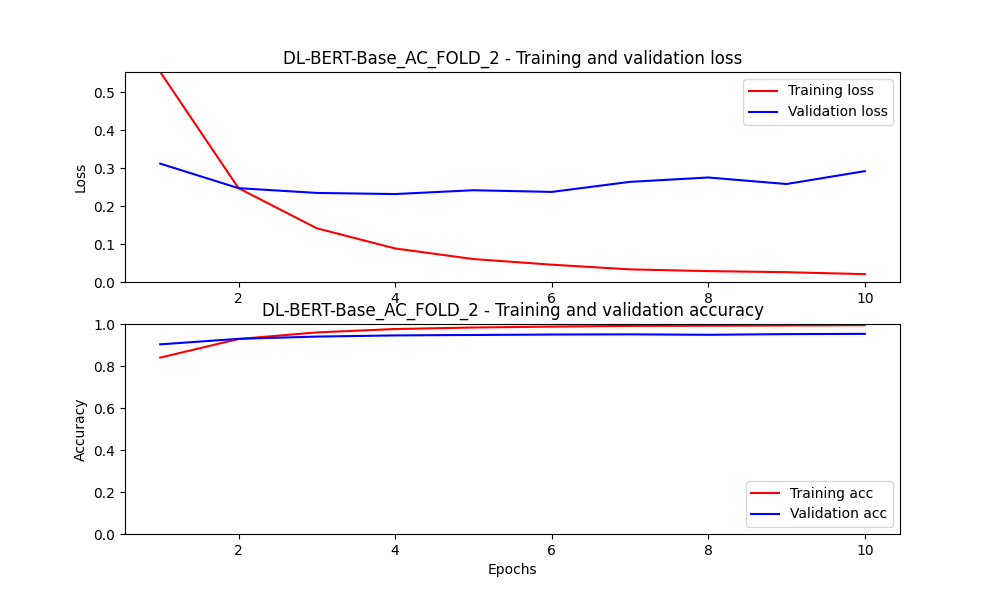 DL-BERT-Base_AC_FOLD_2 - Training and validation loss
Loss
0.5
0.4
0.3
0.2
0.1
0.0
Training loss
Validation loss
2 4 6 8 10
DL-BERT-Base_AC_FOLD_2 - Training and validation accuracy
Accuracy
1.0
0.8
0.6
0.4
0.2
0.0
Training acc
Validation acc
2 4 6 8 10
Epochs